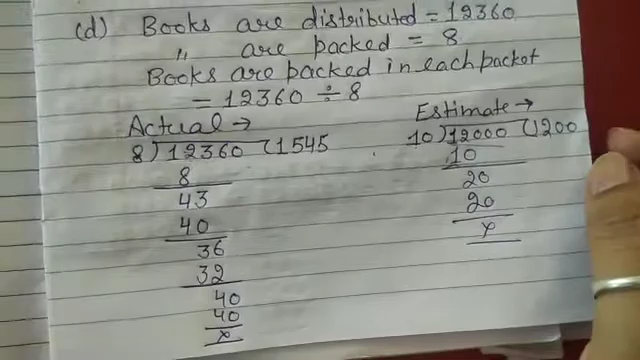 (d) Books are distributed = 12360
〃 are packed = 8
Books are packed in each packet
= 12360 ÷ 8
Actual →
8)12360(1545
8
43
40
36
32
40
40
x
Estimate →
10)12000(1200
10
20
20
x